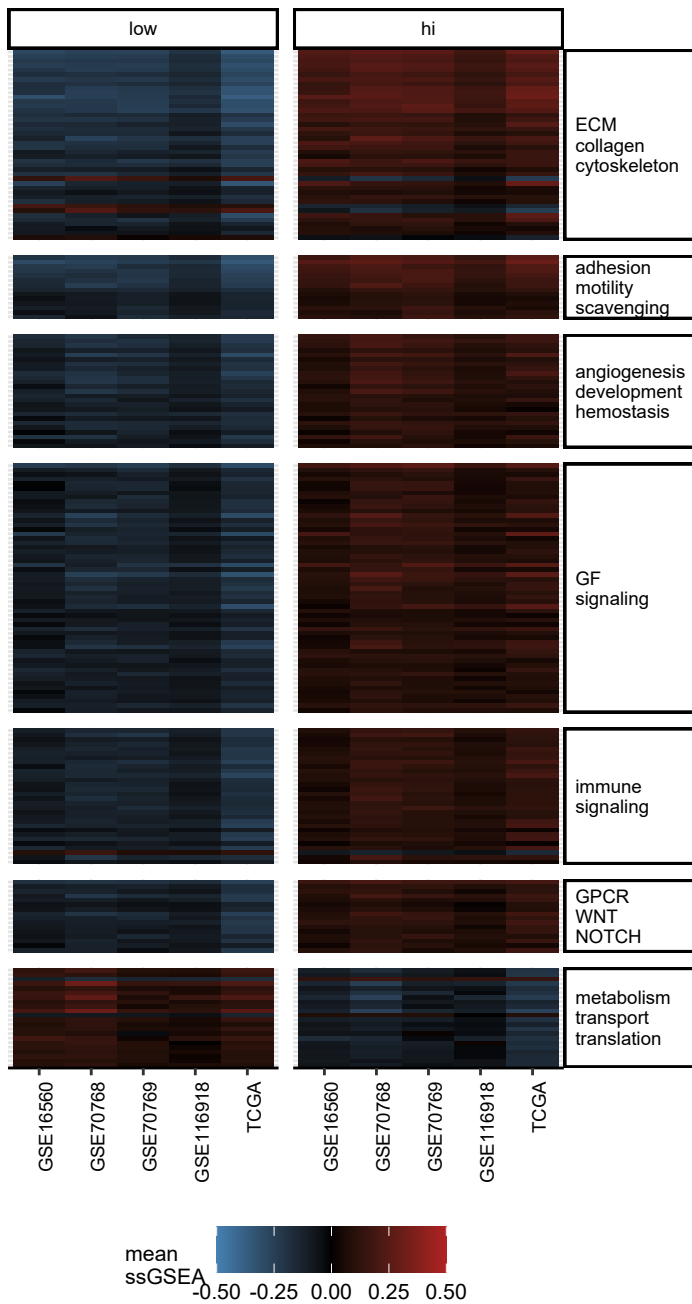 low
hi
ECM
collagen
cytoskeleton
adhesion
motility
scavenging
angiogenesis
development
hemostasis
GF
signaling
immune
signaling
GPCR
WNT
NOTCH
metabolism
transport
translation
GSE16560
GSE70768
GSE70769
GSE116918
TCGA
GSE16560
GSE70768
GSE70769
GSE116918
TCGA
mean
ssGSEA
-0.50 -0.25 0.00 0.25 0.50